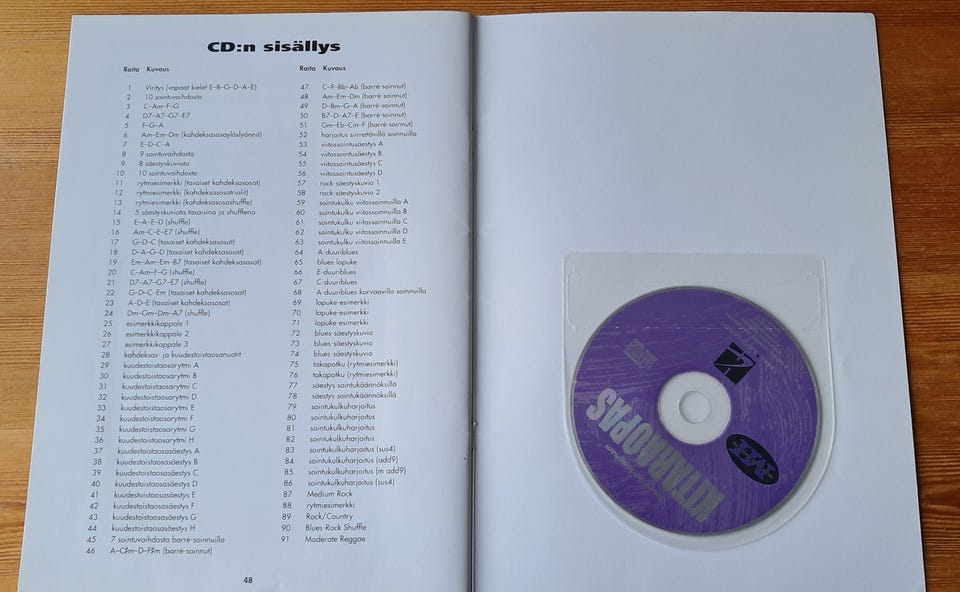 CD:n sisällys
Raita Kuvaus
1 Viritys (vapaat kielet E–B–G–D–A–E)
2 10 sointuvaihdosta
3 C–Am–F–G
4 D7–A7–G7–E7
5 F–G–A
6 Am–Em–Dm (kahdeksasosaylöslyönnit)
7 E–D–C–A
8 9 sointuvaihdosta
9 8 säestyskuviota
10 10 sointuvaihdosta
11 rytmiesimerkki (tasaiset kahdeksasosat)
12 rytmiesimerkki (kahdeksasosatriolit)
13 rytmiesimerkki (kahdeksasosashuffle)
14 5 säestyskuviota tasaisina ja shufflena
15 E–A–E–D (shuffle)
16 Am–C–E–E7 (shuffle)
17 G–D–C (tasaiset kahdeksasosat)
18 D–A–G–D (tasaiset kahdeksasosat)
19 Em–Am–Em–B7 (tasaiset kahdeksasosat)
20 C–Am–F–G (shuffle)
21 D7–A7–G7–E7 (shuffle)
22 G–D–C–Em (tasaiset kahdeksasosat)
23 A–D–E (tasaiset kahdeksasosat)
24 Dm–Gm–Dm–A7 (shuffle)
25 esimerkkikappale 1
26 esimerkkikappale 2
27 esimerkkikappale 3
28 kahdeksas- ja kuudestoistaosanuotit
29 kuudestoistaosarytmi A
30 kuudestoistaosarytmi B
31 kuudestoistaosarytmi C
32 kuudestoistaosarytmi D
33 kuudestoistaosarytmi E
34 kuudestoistaosarytmi F
35 kuudestoistaosarytmi G
36 kuudestoistaosarytmi H
37 kuudestoistaosasäestys A
38 kuudestoistaosasäestys B
39 kuudestoistaosasäestys C
40 kuudestoistaosasäestys D
41 kuudestoistaosasäestys E
42 kuudestoistaosasäestys F
43 kuudestoistaosasäestys G
44 kuudestoistaosasäestys H
45 7 sointuvaihdosta barré-soinnuilla
46 A–C#m–D–F#m (barré-soinnut)
Raita Kuvaus
47 C–F–Bb–Ab (barré-soinnut)
48 Am–Em–Dm (barré-soinnut)
49 D–Bm–G–A (barré-soinnut)
50 B7–D–A7–E (barré-soinnut)
51 Gm–Eb–Cm–F (barré-soinnut)
52 harjoitus siirrettävillä soinnuilla
53 viitossointusäestys A
54 viitossointusäestys B
55 viitossointusäestys C
56 viitossointusäestys D
57 rock-säestyskuvio 1
58 rock-säestyskuvio 2
59 sointukulku viitossoinnuilla A
60 sointukulku viitossoinnuilla B
61 sointukulku viitossoinnuilla C
62 sointukulku viitossoinnuilla D
63 sointukulku viitossoinnuilla E
64 A-duuriblues
65 blues-lopuke
66 E-duuriblues
67 C-duuriblues
68 A-duuriblues korvaavilla soinnuilla
69 lopuke-esimerkki
70 lopuke-esimerkki
71 lopuke-esimerkki
72 blues-säestyskuvio
73 blues-säestyskuvio
74 blues-säestyskuvio
75 takapotku (rytmiesimerkki)
76 takapotku (rytmiesimerkki)
77 säestys sointukäännöksillä
78 säestys sointukäännöksillä
79 sointukulkuharjoitus
80 sointukulkuharjoitus
81 sointukulkuharjoitus
82 sointukulkuharjoitus
83 sointukulkuharjoitus (sus4)
84 sointukulkuharjoitus (add9)
85 sointukulkuharjoitus (m add9)
86 sointukulkuharjoitus (sus4)
87 Medium Rock
88 rytmiesimerkki
89 Rock/Country
90 Blues-Rock Shuffle
91 Moderate Reggae
48
KITARAOPAS